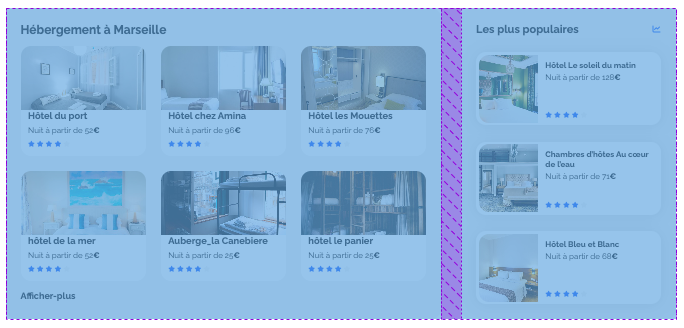 Hébergement à Marseille
Hôtel du port
Nuit à partir de 52€
Hôtel chez Amina
Nuit à partir de 96€
Hôtel les Mouettes
Nuit à partir de 76€
hôtel de la mer
Nuit à partir de 52€
Auberge_la Canebiere
Nuit à partir de 25€
hôtel le panier
Nuit à partir de 25€
Afficher-plus
Les plus populaires
Hôtel Le soleil du matin
Nuit à partir de 128€
Chambres d'hôtes Au cœur
de l'eau
Nuit à partir de 71€
Hôtel Bleu et Blanc
Nuit à partir de 68€